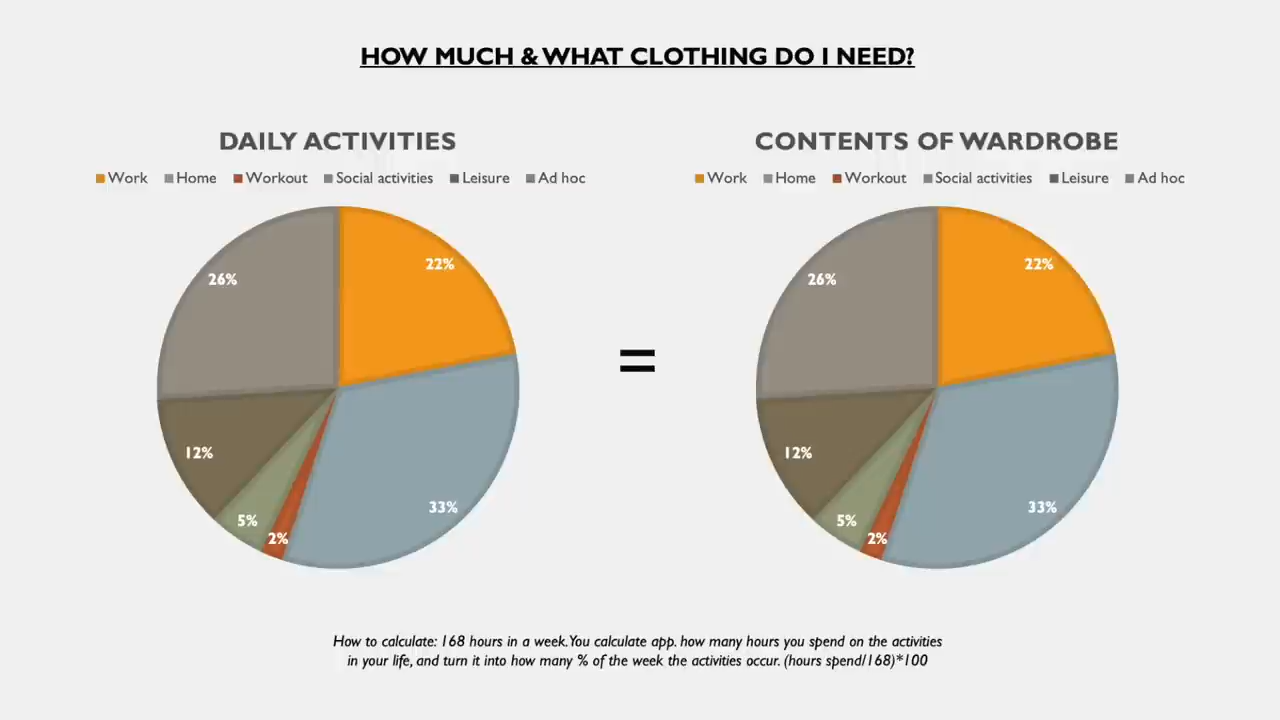 HOW MUCH & WHAT CLOTHING DO I NEED?
DAILY ACTIVITIES
Work Home Workout Social activities Leisure Ad hoc
26%
22%
12%
33%
5%
2%
=
CONTENTS OF WARDROBE
Work Home Workout Social activities Leisure Ad hoc
26%
22%
12%
33%
5%
2%
How to calculate: 168 hours in a week. You calculate app. how many hours you spend on the activities
in your life, and turn it into how many % of the week the activities occur. (hours spend/168)*100